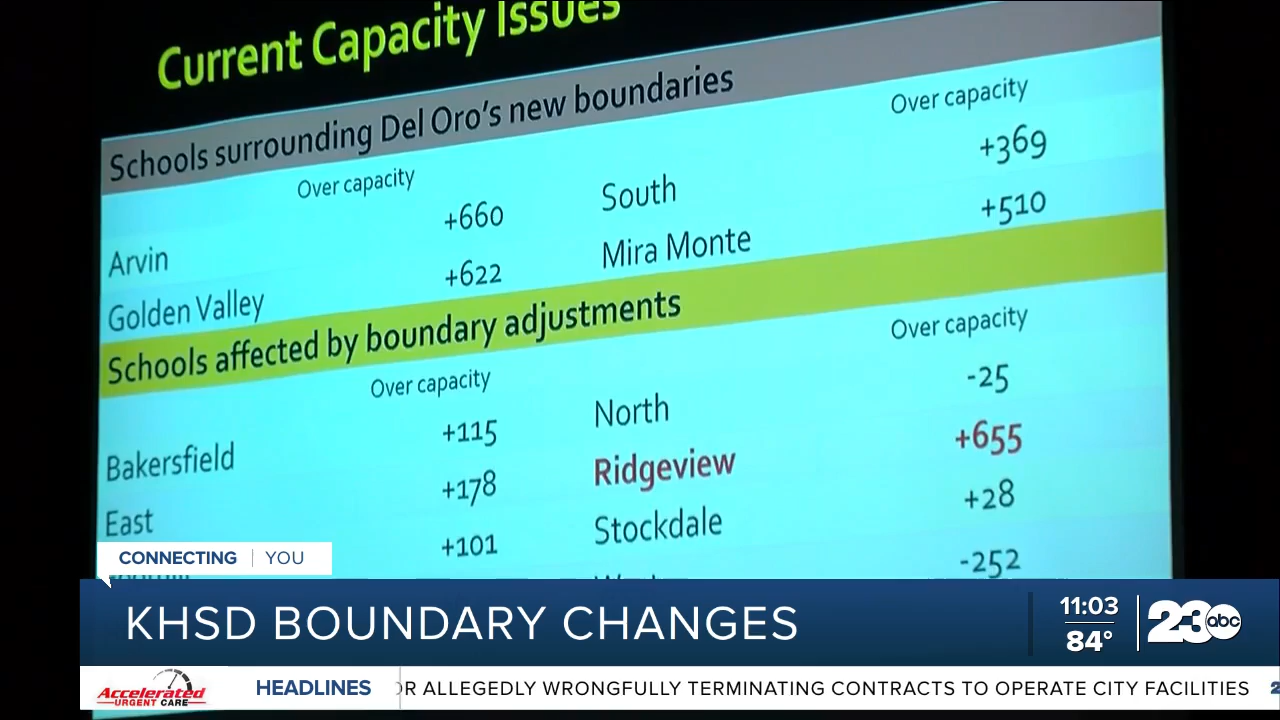 Current Capacity Issues
Schools surrounding Del Oro's new boundaries
Over capacity
Over capacity
Arvin +660 South +369
Golden Valley +622 Mira Monte +510
Schools affected by boundary adjustments
Over capacity
Over capacity
Bakersfield +115 North -25
East +178 Ridgeview +655
+101 Stockdale +28
-252
CONNECTING | YOU
KHSD BOUNDARY CHANGES
11:03
84°
23 abc
Accelerated
URGENT CARE
HEADLINES
ALLEGEDLY WRONGFULLY TERMINATING CONTRACTS TO OPERATE CITY FACILITIES